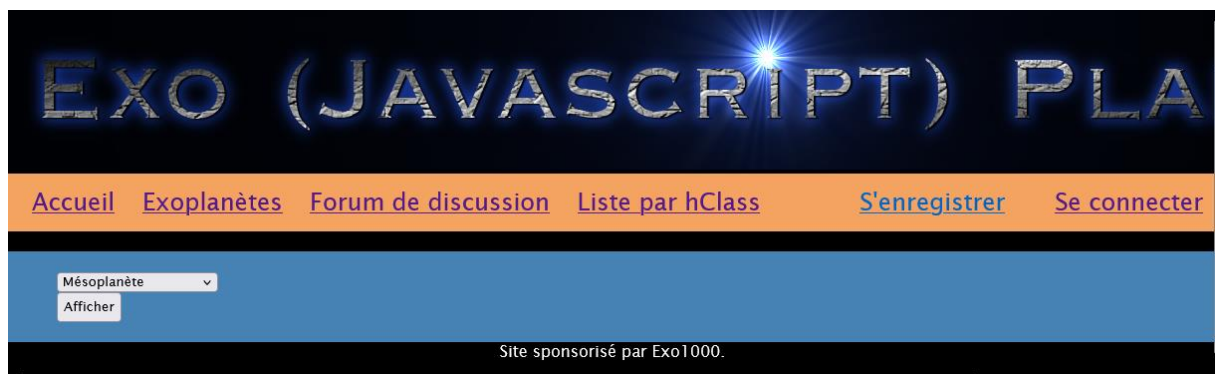 Exo (Javascript) Pla
Accueil Exoplanètes Forum de discussion Liste par hClass S'enregistrer Se connecter
Mésoplanète
Afficher
Site sponsorisé par Exo1000.